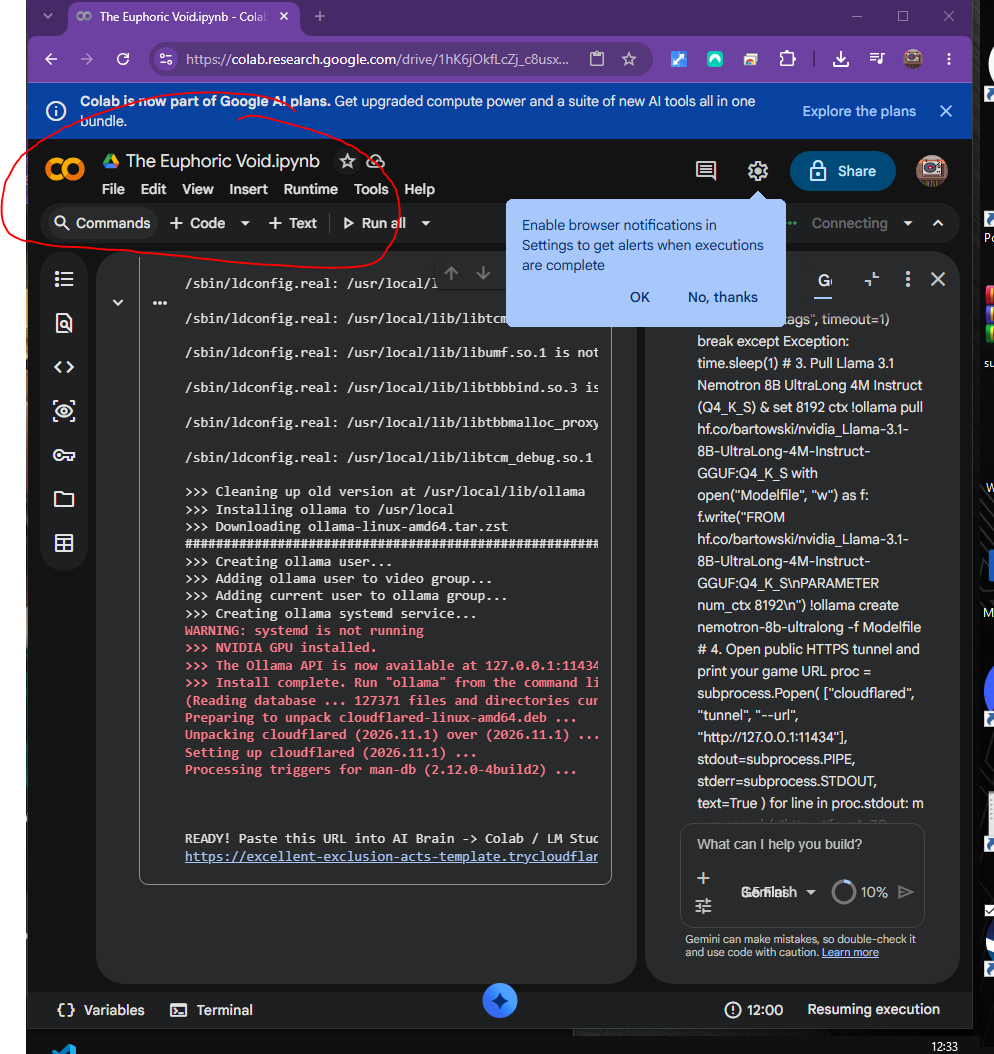 The Euphoric Void.ipynb - Cola
https://colab.research.google.com/drive/1hK6jOkfLcZj_c8usx...
Colab is now part of Google AI plans. Get upgraded compute power and a suite of new AI tools all in one
bundle.
Explore the plans
The Euphoric Void.ipynb
File Edit View Insert Runtime Tools Help
Share
Commands + Code + Text Run all
Connecting
Enable browser notifications in
Settings to get alerts when executions
are complete
OK No, thanks
/sbin/ldconfig.real: /usr/local/l
/sbin/ldconfig.real: /usr/local/lib/libtcm
/sbin/ldconfig.real: /usr/local/lib/libumf.so.1 is not
/sbin/ldconfig.real: /usr/local/lib/libtbbbind.so.3 is
/sbin/ldconfig.real: /usr/local/lib/libtbbmalloc_proxy
/sbin/ldconfig.real: /usr/local/lib/libtcm_debug.so.1
>>> Cleaning up old version at /usr/local/lib/ollama
>>> Installing ollama to /usr/local
>>> Downloading ollama-linux-amd64.tar.zst
######################################################
>>> Creating ollama user...
>>> Adding ollama user to video group...
>>> Adding current user to ollama group...
>>> Creating ollama systemd service...
WARNING: systemd is not running
>>> NVIDIA GPU installed.
>>> The Ollama API is now available at 127.0.0.1:11434
>>> Install complete. Run "ollama" from the command li
(Reading database ... 127371 files and directories cur
Preparing to unpack cloudflared-linux-amd64.deb ...
Unpacking cloudflared (2026.11.1) over (2026.11.1) ...
Setting up cloudflared (2026.11.1) ...
Processing triggers for man-db (2.12.0-4build2) ...
READY! Paste this URL into AI Brain -> Colab / LM Stud
https://excellent-exclusion-acts-template.trycloudflar
G
tags", timeout=1)
break except Exception:
time.sleep(1) # 3. Pull Llama 3.1
Nemotron 8B UltraLong 4M Instruct
(Q4_K_S) & set 8192 ctx !ollama pull
hf.co/bartowski/nvidia_Llama-3.1-
8B-UltraLong-4M-Instruct-
GGUF:Q4_K_S with
open("Modelfile", "w") as f:
f.write("FROM
hf.co/bartowski/nvidia_Llama-3.1-
8B-UltraLong-4M-Instruct-
GGUF:Q4_K_S\nPARAMETER
num_ctx 8192\n") !ollama create
nemotron-8b-ultralong -f Modelfile
# 4. Open public HTTPS tunnel and
print your game URL proc =
subprocess.Popen( ["cloudflared",
"tunnel", "--url",
"http://127.0.0.1:11434"],
stdout=subprocess.PIPE,
stderr=subprocess.STDOUT,
text=True ) for line in proc.stdout: m
What can I help you build?
10%
Gemini can make mistakes, so double-check it
and use code with caution. Learn more
Variables Terminal
12:00 Resuming execution
12:33